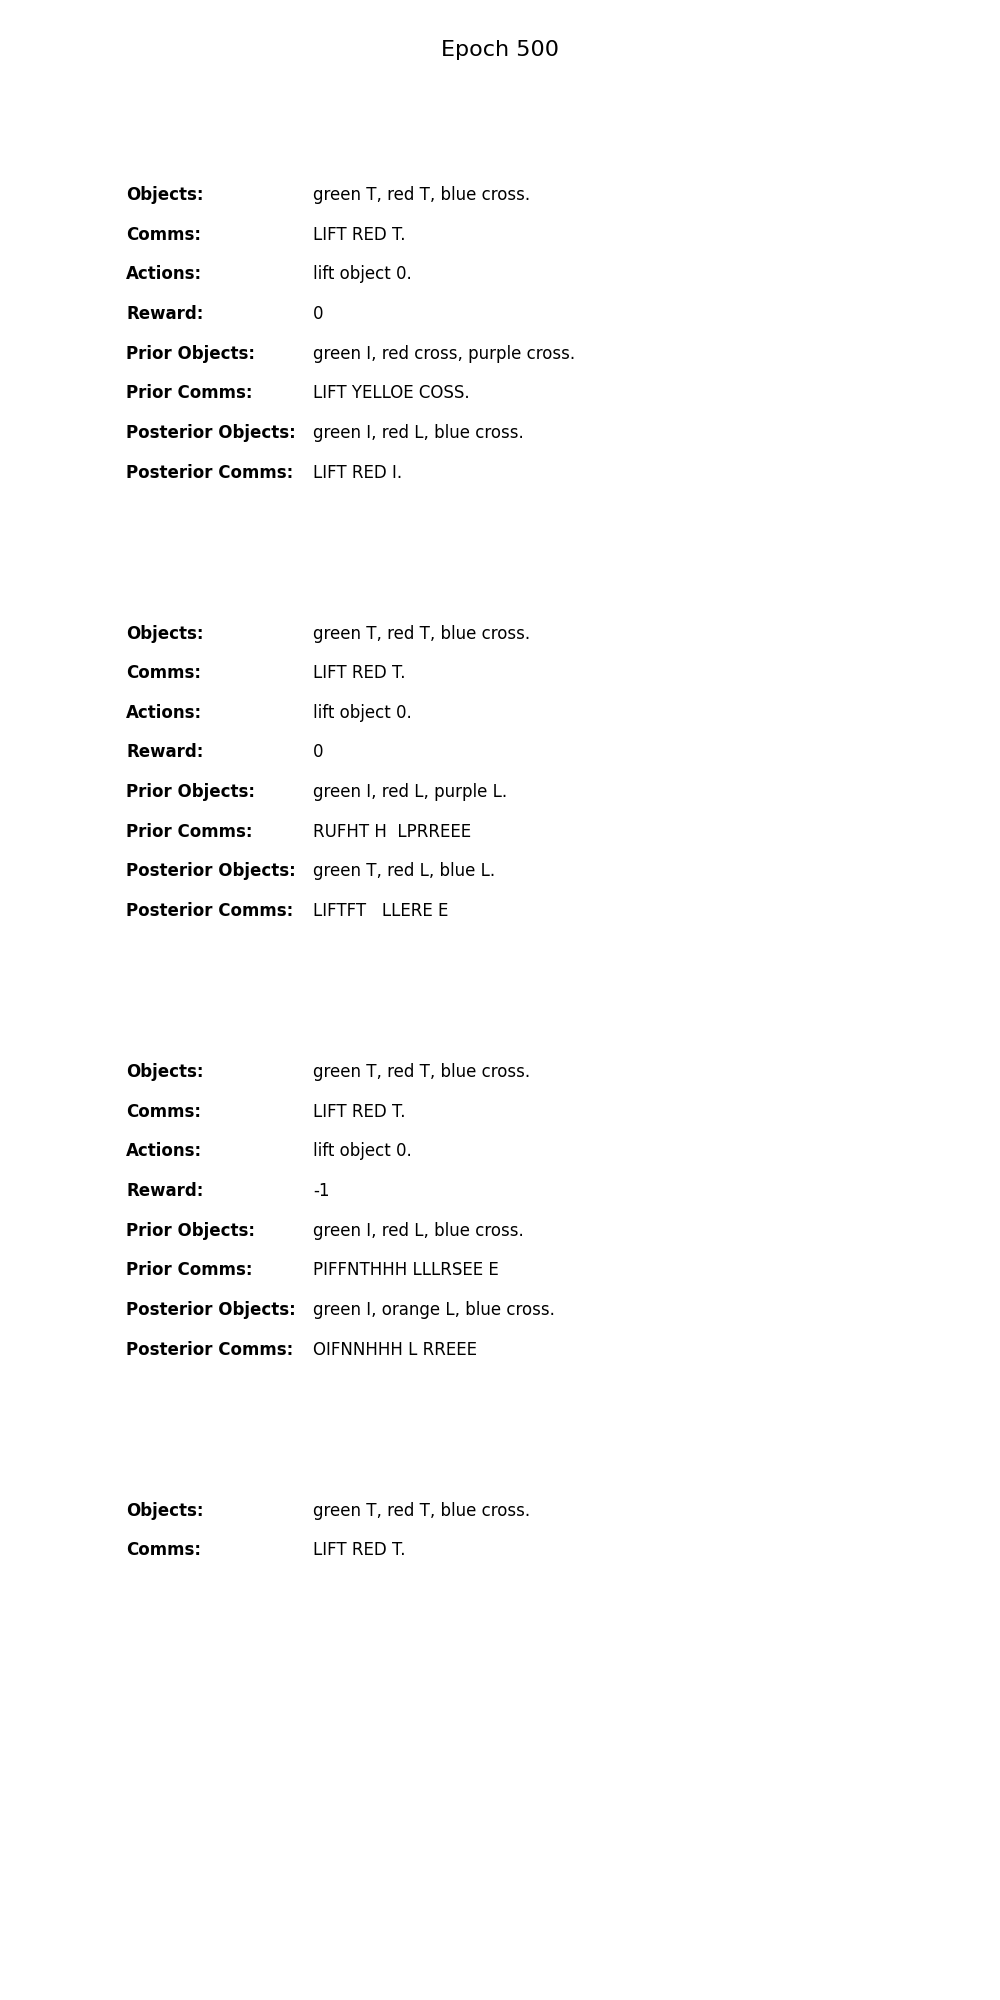 Epoch 500
Objects: green T, red T, blue cross.
Comms: LIFT RED T.
Actions: lift object 0.
Reward: 0
Prior Objects: green I, red cross, purple cross.
Prior Comms: LIFT YELLOE COSS.
Posterior Objects: green I, red L, blue cross.
Posterior Comms: LIFT RED I.
Objects: green T, red T, blue cross.
Comms: LIFT RED T.
Actions: lift object 0.
Reward: 0
Prior Objects: green I, red L, purple L.
Prior Comms: RUFHT H  LPRREEE
Posterior Objects: green T, red L, blue L.
Posterior Comms: LIFTFT   LLERE E
Objects: green T, red T, blue cross.
Comms: LIFT RED T.
Actions: lift object 0.
Reward: -1
Prior Objects: green I, red L, blue cross.
Prior Comms: PIFFNTHHH LLLRSEE E
Posterior Objects: green I, orange L, blue cross.
Posterior Comms: OIFNNHHH L RREEE
Objects: green T, red T, blue cross.
Comms: LIFT RED T.